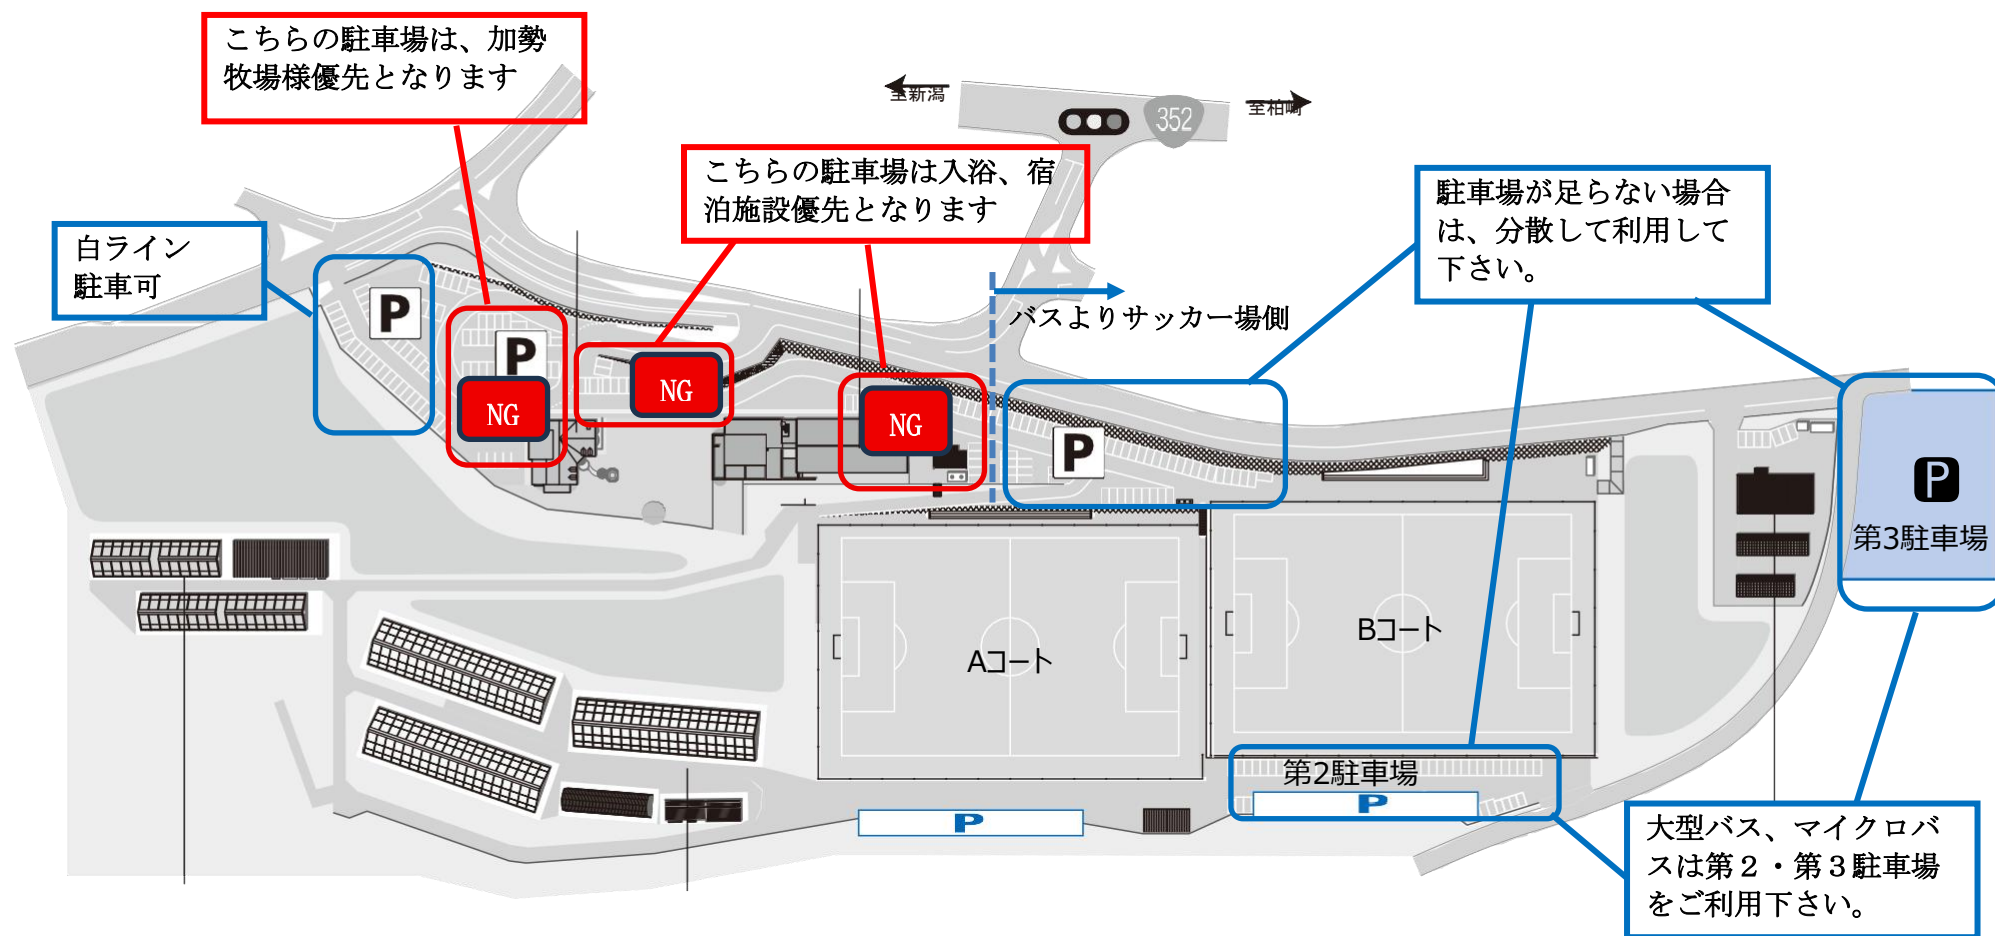 こちらの駐車場は、加勢
牧場様優先となります
至新潟
352
至柏崎
こちらの駐車場は入浴、宿
泊施設優先となります
駐車場が足らない場合
は、分散して利用して
下さい。
白ライン
駐車可
P
P
NG
NG
NG
バスよりサッカー場側
P
P
第3駐車場
Aコート
Bコート
第2駐車場
P
P
大型バス、マイクロバ
スは第２・第３駐車場
をご利用下さい。